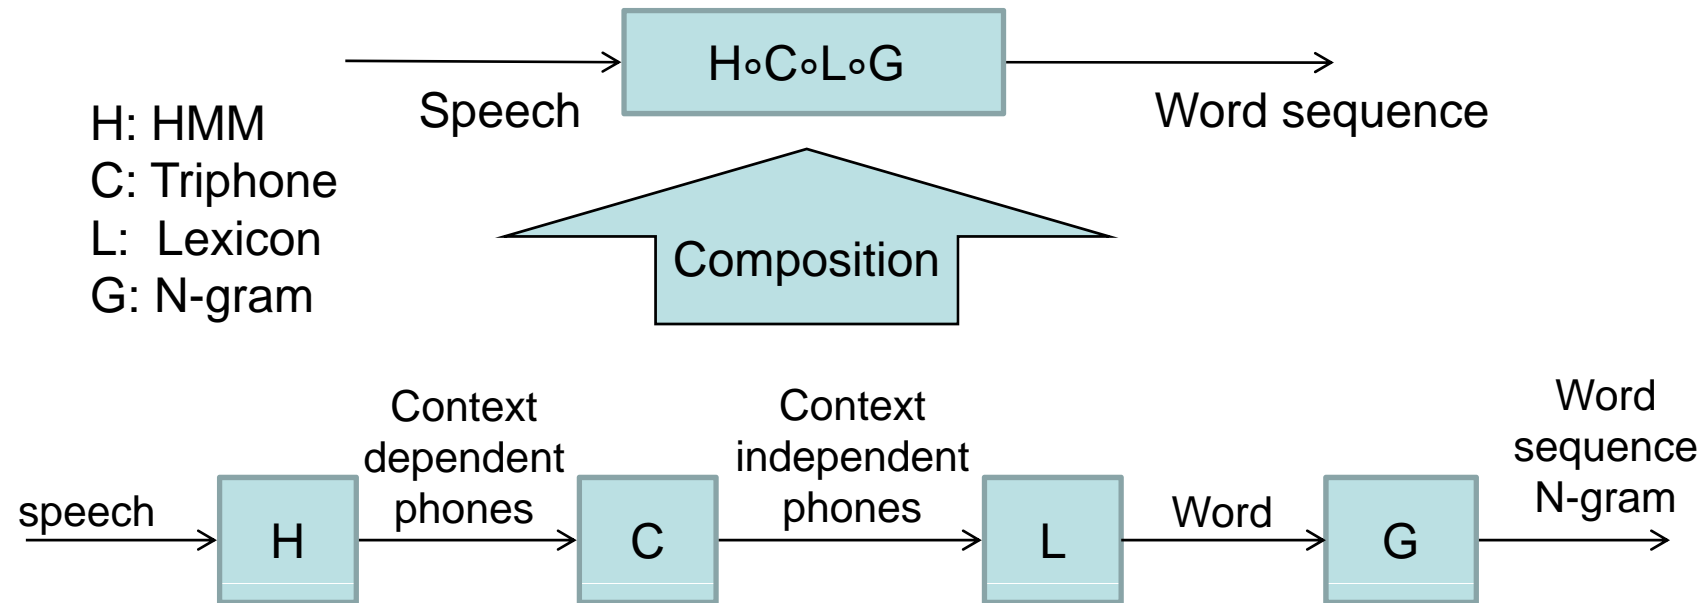 H∘C∘L∘G
Speech
Word sequence
H: HMM
C: Triphone
L: Lexicon
G: N-gram
Composition
Context
dependent
phones
Context
independent
phones
Word
sequence
N-gram
speech
H
C
L
Word
G